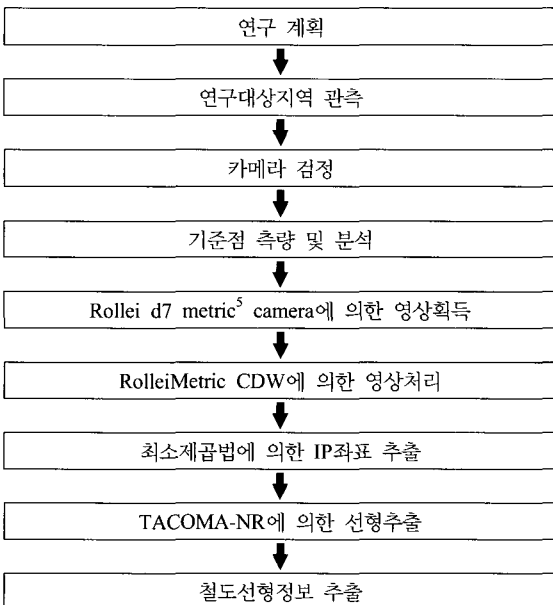 연구 계획
연구대상지역 관측
카메라 검정
기준점 측량 및 분석
Rollei d7 metric⁵ camera에 의한 영상획득
RolleiMetric CDW에 의한 영상처리
최소제곱법에 의한 IP좌표 추출
TACOMA-NR에 의한 선형추출
철도선형정보 추출